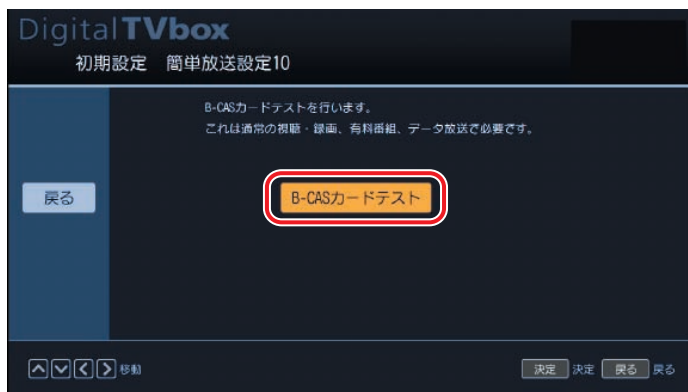 DigitalTVbox
初期設定 簡単放送設定10
B-CASカードテストを行います。
これは通常の視聴・録画、有料番組、データ放送で必要です。
戻る
B-CASカードテスト
移動
決定 決定 戻る 戻る